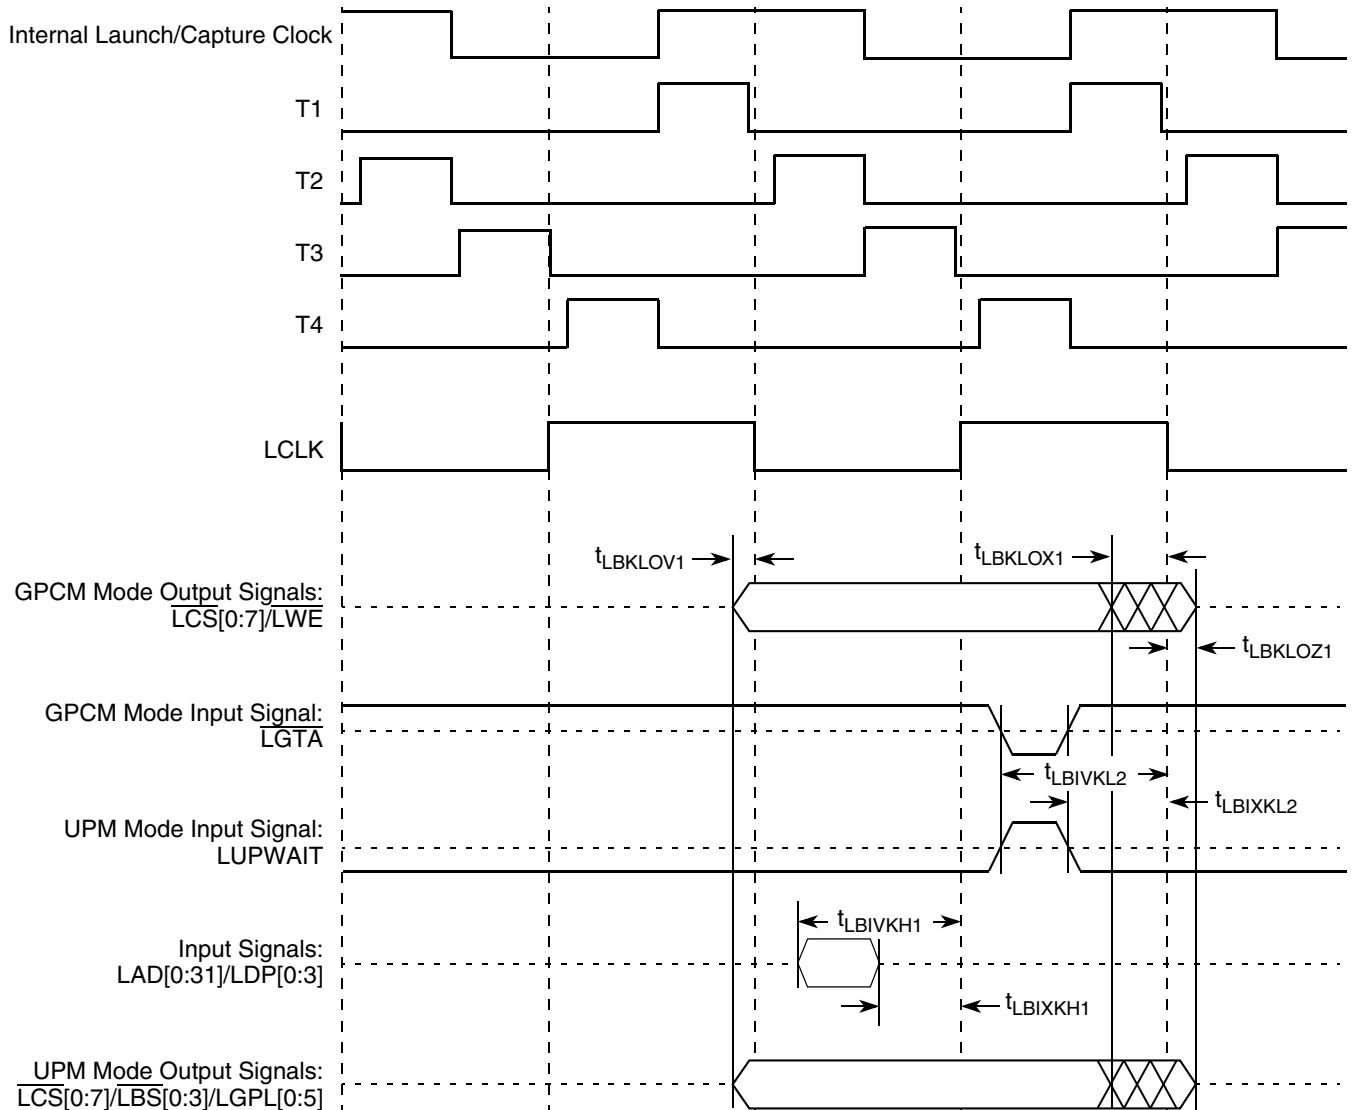 Internal Launch/Capture Clock
T1
T2
T3
T4
LCLK
tLBKLOV1
tLBKLOX1
GPCM Mode Output Signals:
LCS[0:7]/LWE
tLBKLOZ1
GPCM Mode Input Signal:
LGTA
tLBIVKL2
tLBIXKL2
UPM Mode Input Signal:
LUPWAIT
tLBIVKH1
Input Signals:
LAD[0:31]/LDP[0:3]
tLBIXKH1
UPM Mode Output Signals:
LCS[0:7]/LBS[0:3]/LGPL[0:5]